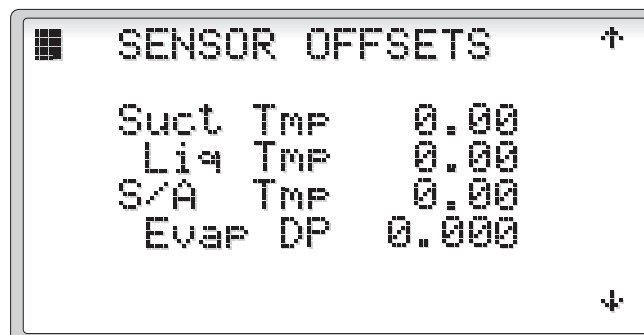 SENSOR OFFSETS ↑
Suct Tmp 0.00
Liq Tmp 0.00
S/A Tmp 0.00
Evap DP 0.000
↓